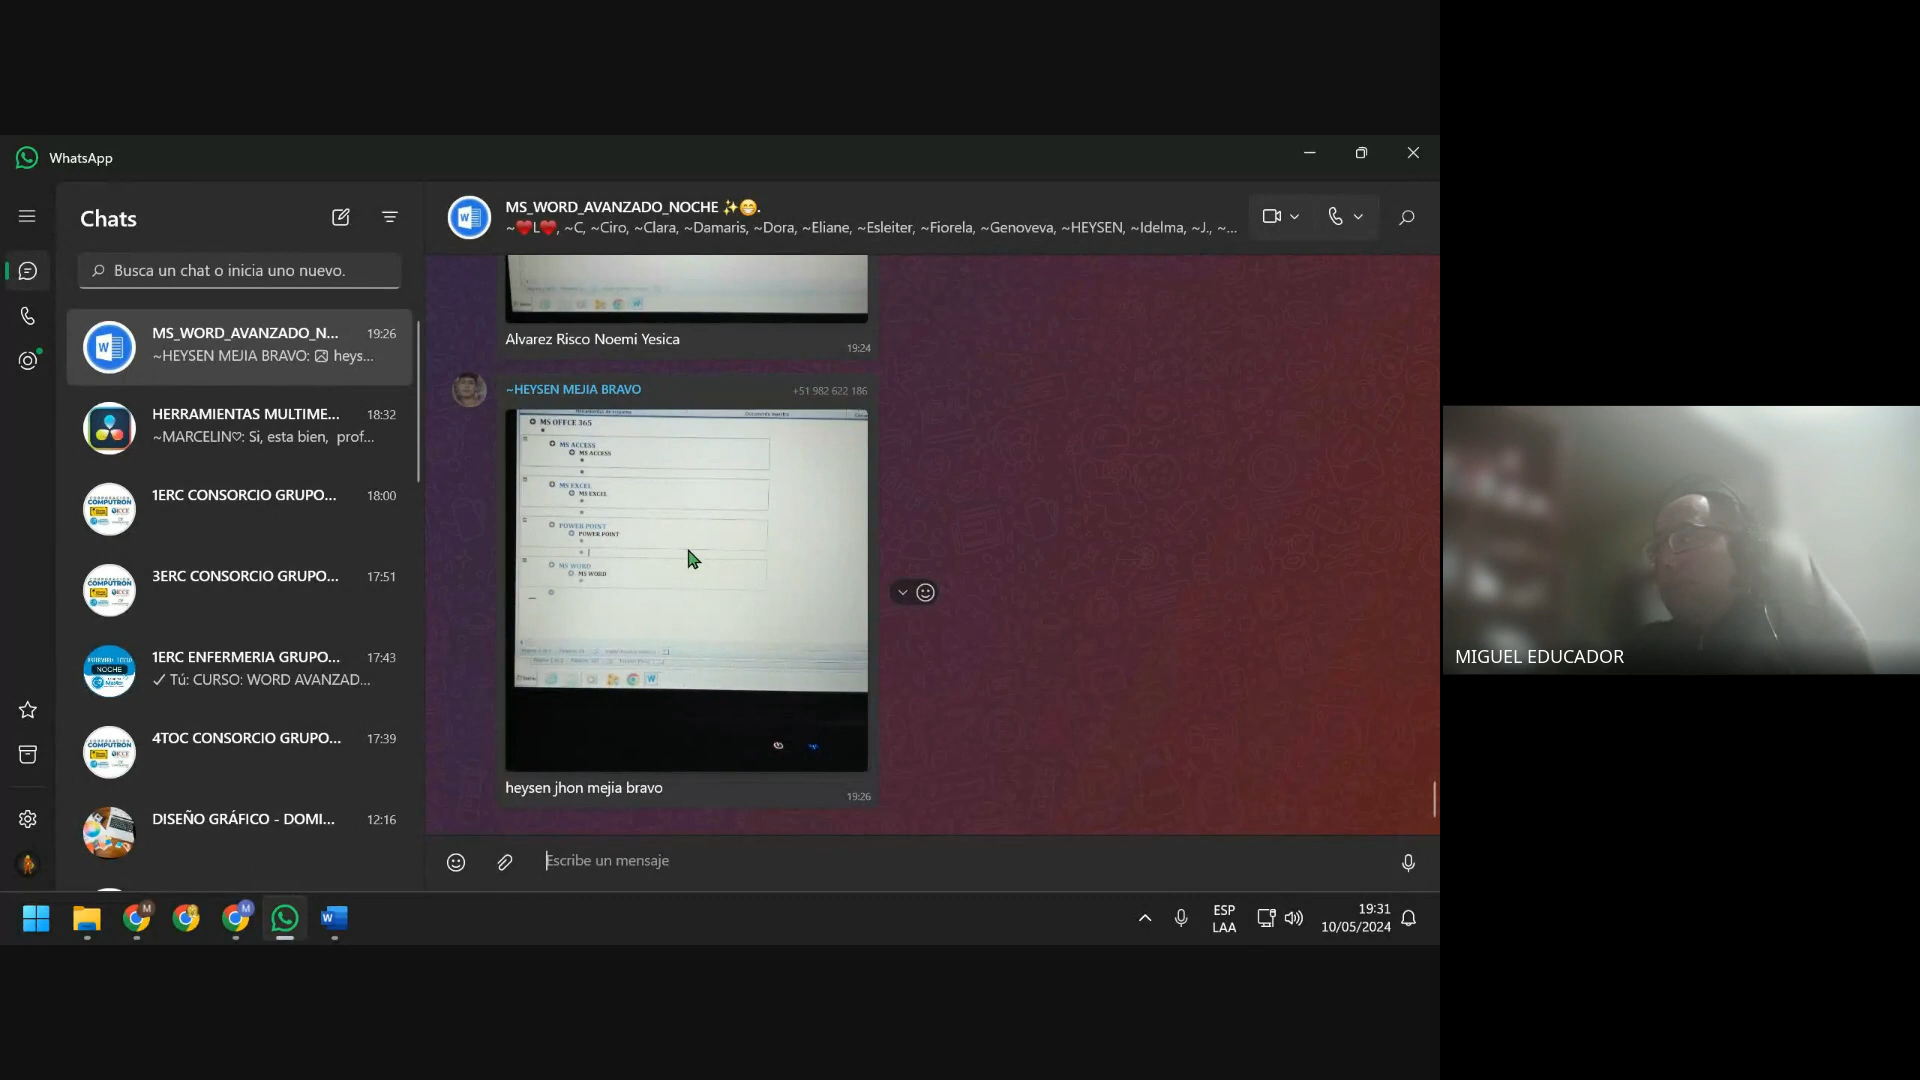 WhatsApp
Chats
Busca un chat o inicia uno nuevo.
MS_WORD_AVANZADO_N... 19:26
~HEYSEN MEJIA BRAVO: heys...
HERRAMIENTAS MULTIME... 18:32
~MARCELIN♡: Si, esta bien, prof...
1ERC CONSORCIO GRUPO... 18:00
3ERC CONSORCIO GRUPO... 17:51
1ERC ENFERMERIA GRUPO... 17:43
✓ Tú: CURSO: WORD AVANZAD...
4TOC CONSORCIO GRUPO... 17:39
DISEÑO GRÁFICO - DOMI... 12:16
MS_WORD_AVANZADO_NOCHE ✨😁.
~❤️L❤️, ~C, ~Ciro, ~Clara, ~Damaris, ~Dora, ~Eliane, ~Esleiter, ~Fiorela, ~Genoveva, ~HEYSEN, ~Idelma, ~J., ~...
Alvarez Risco Noemi Yesica
19:24
~HEYSEN MEJIA BRAVO +51 982 622 186
MS OFFCE 365
MS ACCESS
MS ACCESS
MS EXCEL
MS EXCEL
POWER POINT
POWER POINT
MS WORD
MS WORD
heysen jhon mejia bravo
19:26
Escribe un mensaje
ESP
LAA
19:31
10/05/2024
MIGUEL EDUCADOR